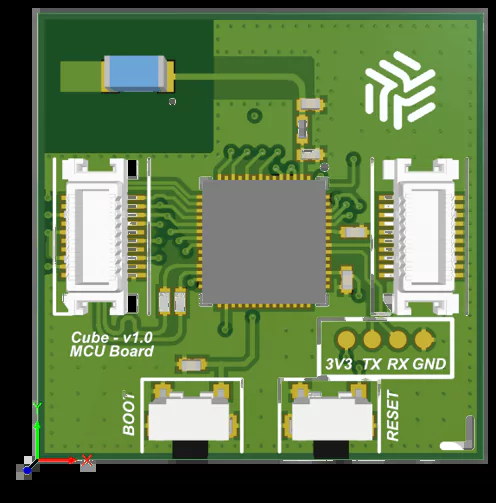 Cube - v1.0
MCU Board
3V3 TX RX GND
BOOT
RESET
Y
X